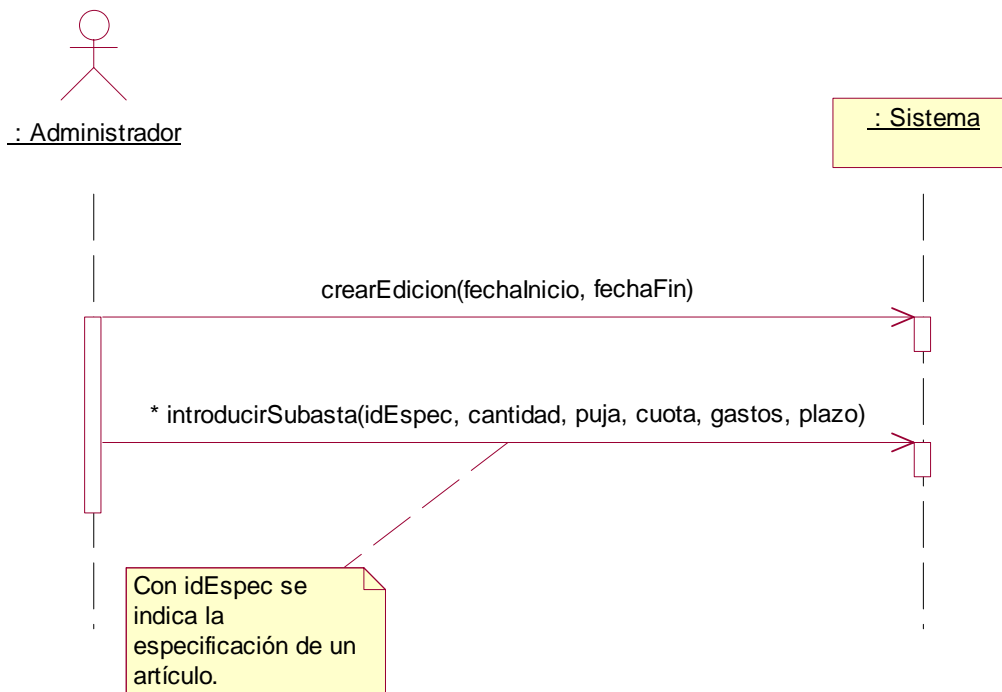 : Administrador
: Sistema
crearEdicion(fechaInicio, fechaFin)
* introducirSubasta(idEspec, cantidad, puja, cuota, gastos, plazo)
Con idEspec se
indica la
especificación de un
artículo.